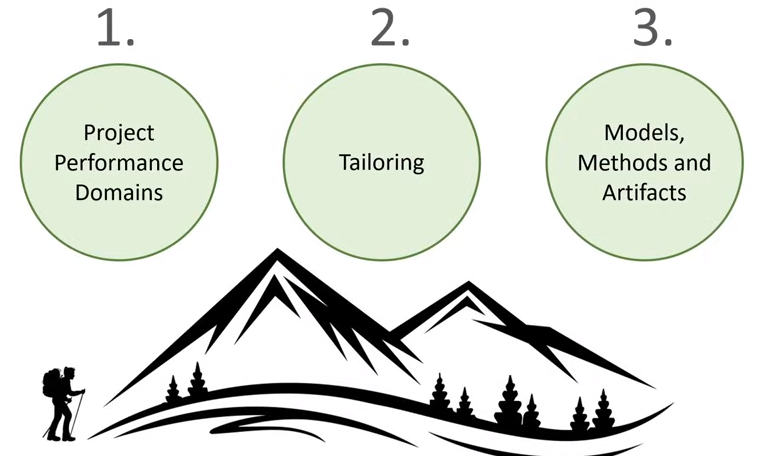 1.
2.
3.
Project
Performance
Domains
Tailoring
Models,
Methods and
Artifacts